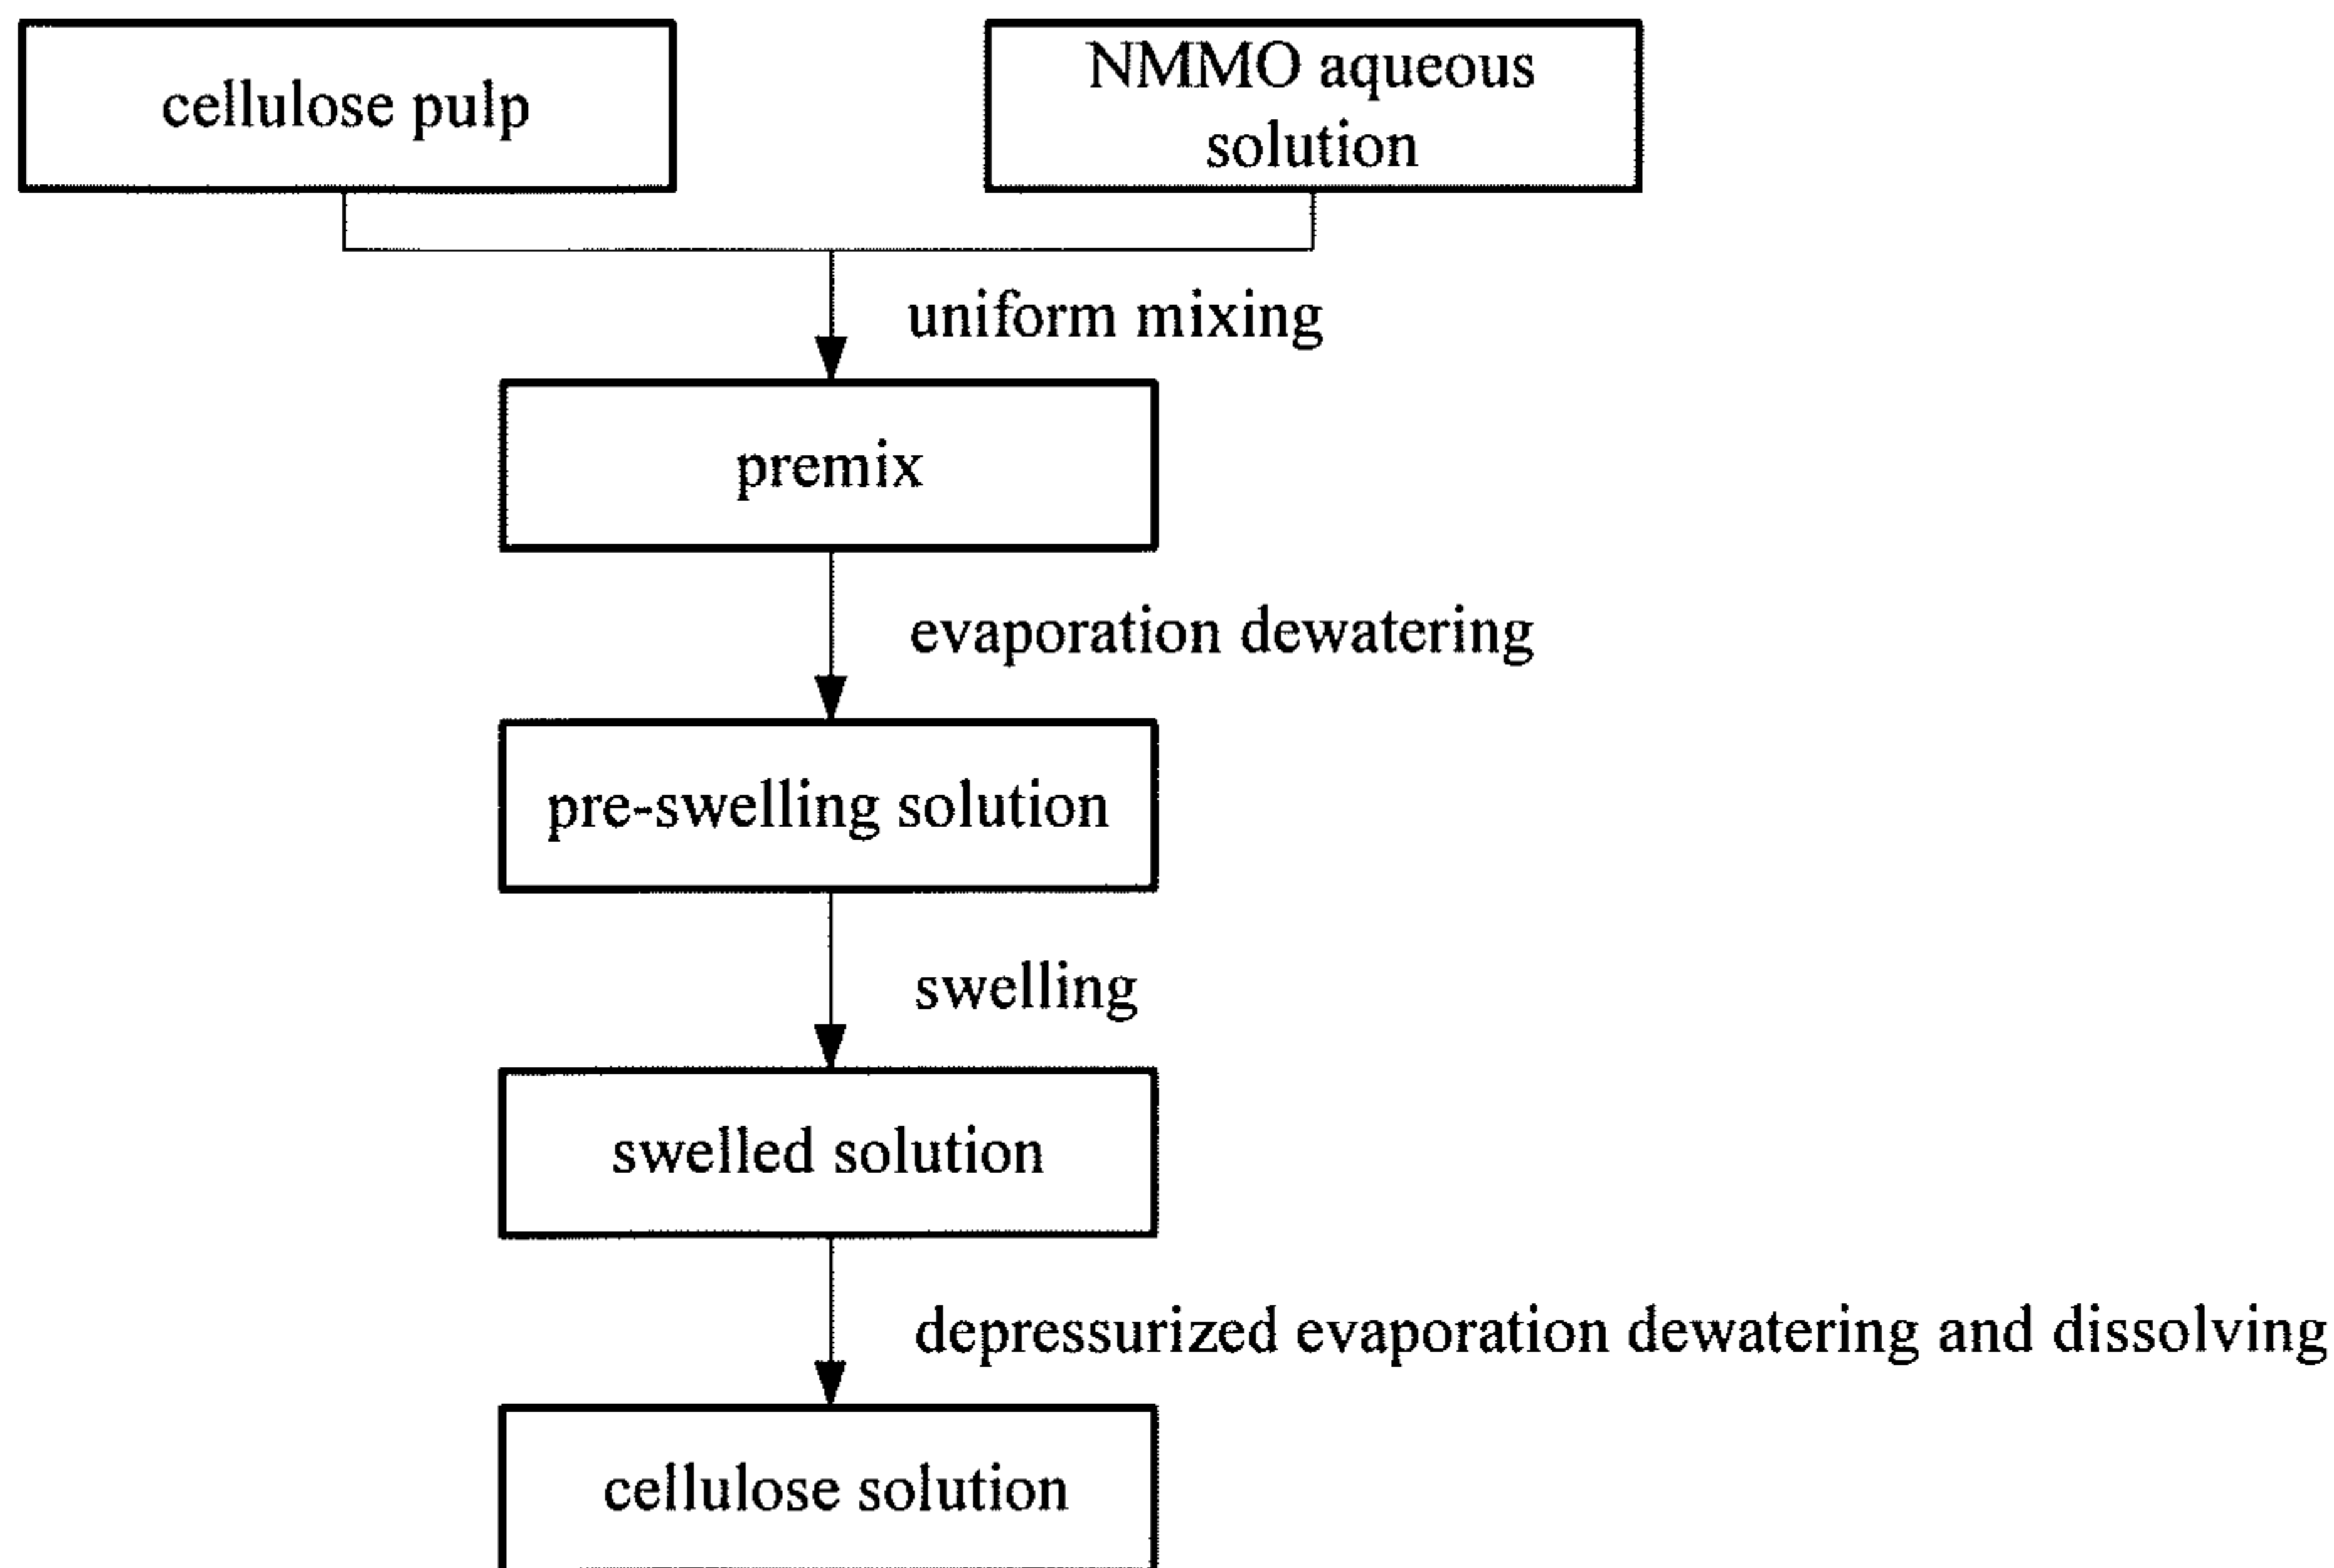 cellulose pulp
NMMO aqueous
solution
uniform mixing
premix
evaporation dewatering
pre-swelling solution
swelling
swelled solution
depressurized evaporation dewatering and dissolving
cellulose solution